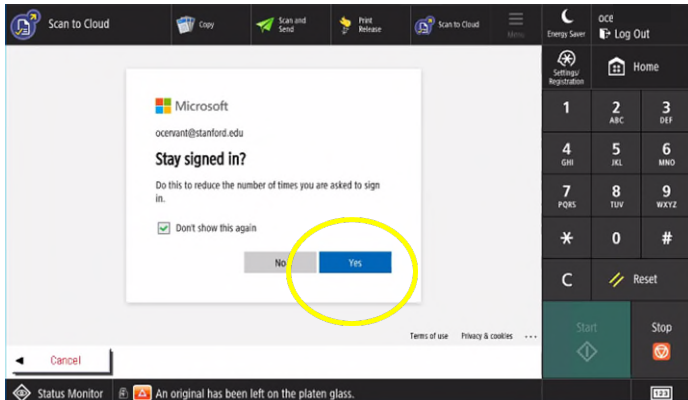 Scan to Cloud
Copy
Scan and
Send
Print
Release
Scan to Cloud
Menu
Energy Saver
oce
Log Out
Settings/
Registration
Home
Microsoft
ocervant@stanford.edu
Stay signed in?
Do this to reduce the number of times you are asked to sign
in.
Don't show this again
No
Yes
Terms of use Privacy & cookies ...
Cancel
1
2
ABC
3
DEF
4
GHI
5
JKL
6
MNO
7
PQRS
8
TUV
9
WXYZ
*
0
#
C
Reset
Start
Stop
Status Monitor
An original has been left on the platen glass.
123